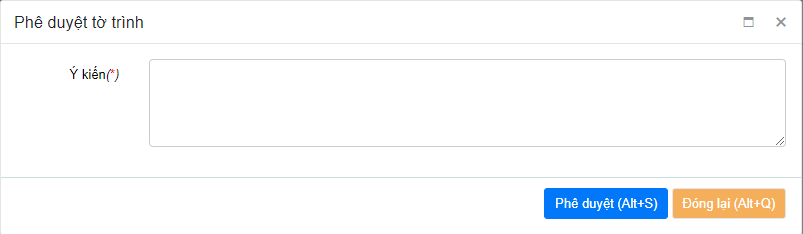 Phê duyệt tờ trình
Ý kiến(*)
Phê duyệt (Alt+S) Đóng lại (Alt+Q)